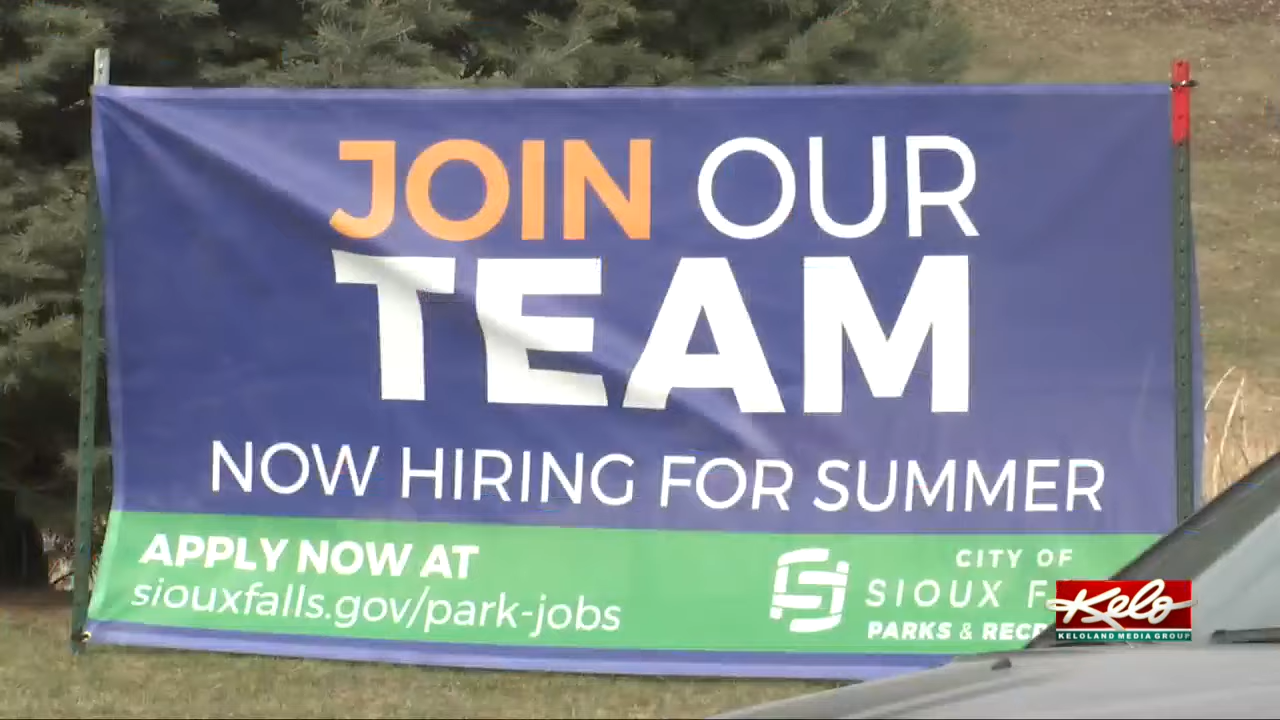 JOIN OUR
TEAM
NOW HIRING FOR SUMMER
APPLY NOW AT
siouxfalls.gov/park-jobs
CITY OF
SIOUX
PARKS &
Kelo
KELOLAND MEDIA GROUP